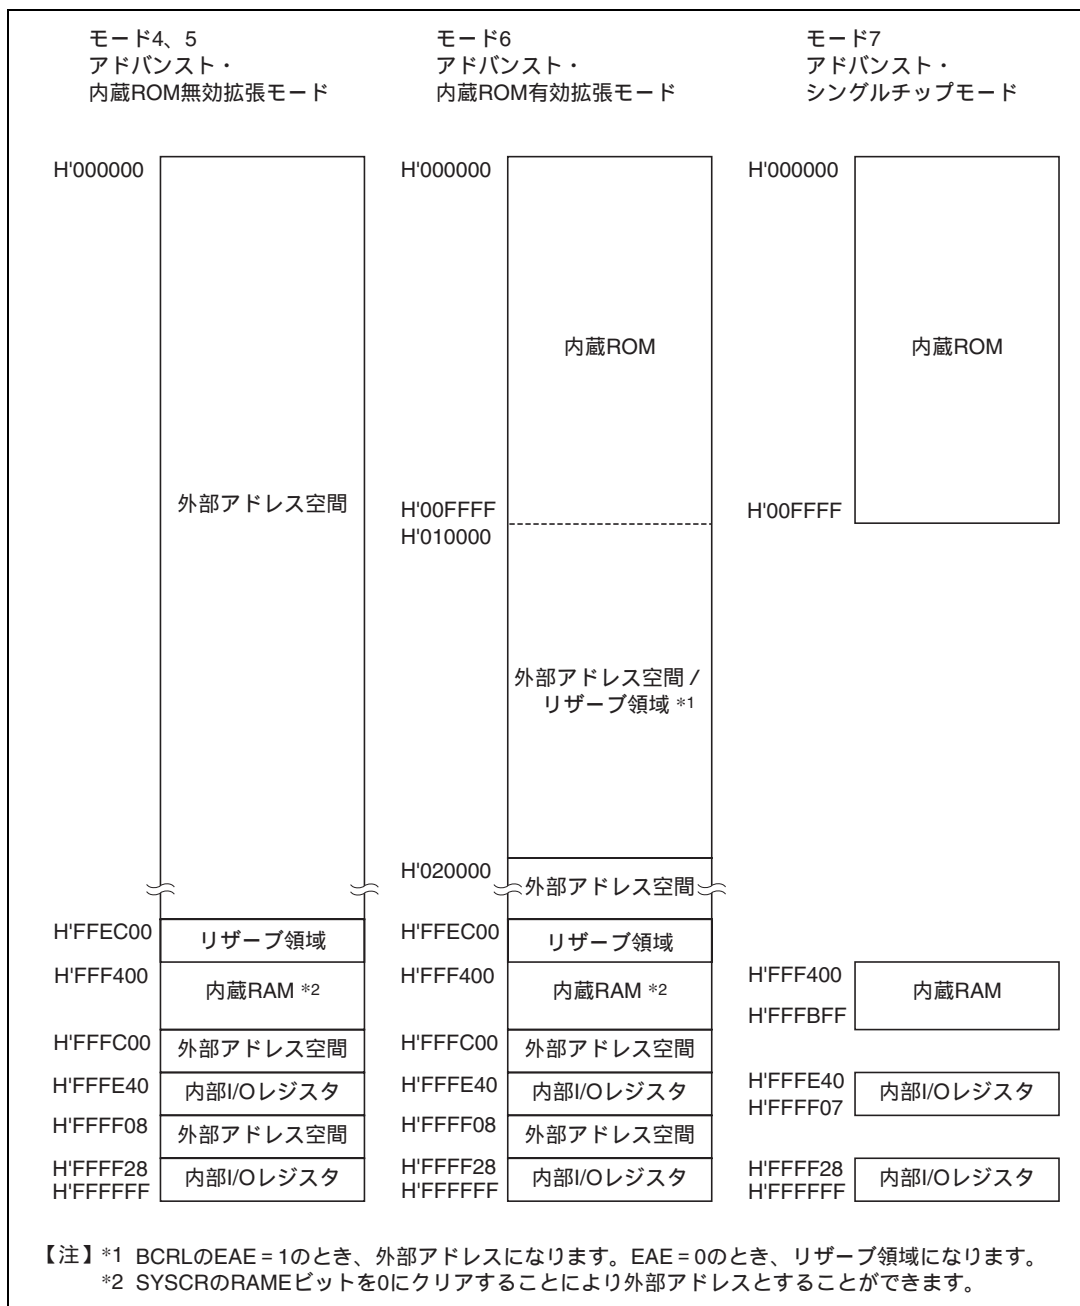 モード4、5
アドバンスト・
内蔵ROM無効拡張モード
H'000000
外部アドレス空間
H'FFEC00
リザーブ領域
H'FFF400
内蔵RAM *2
H'FFFC00
外部アドレス空間
H'FFFE40
内部I/Oレジスタ
H'FFFF08
外部アドレス空間
H'FFFF28
内部I/Oレジスタ
H'FFFFFF
モード6
アドバンスト・
内蔵ROM有効拡張モード
H'000000
内蔵ROM
H'00FFFF
H'010000
外部アドレス空間 /
リザーブ領域 *1
H'020000
外部アドレス空間
H'FFEC00
リザーブ領域
H'FFF400
内蔵RAM *2
H'FFFC00
外部アドレス空間
H'FFFE40
内部I/Oレジスタ
H'FFFF08
外部アドレス空間
H'FFFF28
内部I/Oレジスタ
H'FFFFFF
モード7
アドバンスト・
シングルチップモード
H'000000
内蔵ROM
H'00FFFF
H'FFF400
内蔵RAM
H'FFFBFF
H'FFFE40
内部I/Oレジスタ
H'FFFF07
H'FFFF28
内部I/Oレジスタ
H'FFFFFF
【注】*1 BCRLのEAE = 1のとき、外部アドレスになります。EAE = 0のとき、リザーブ領域になります。
*2 SYSCRのRAMEビットを0にクリアすることにより外部アドレスとすることができます。